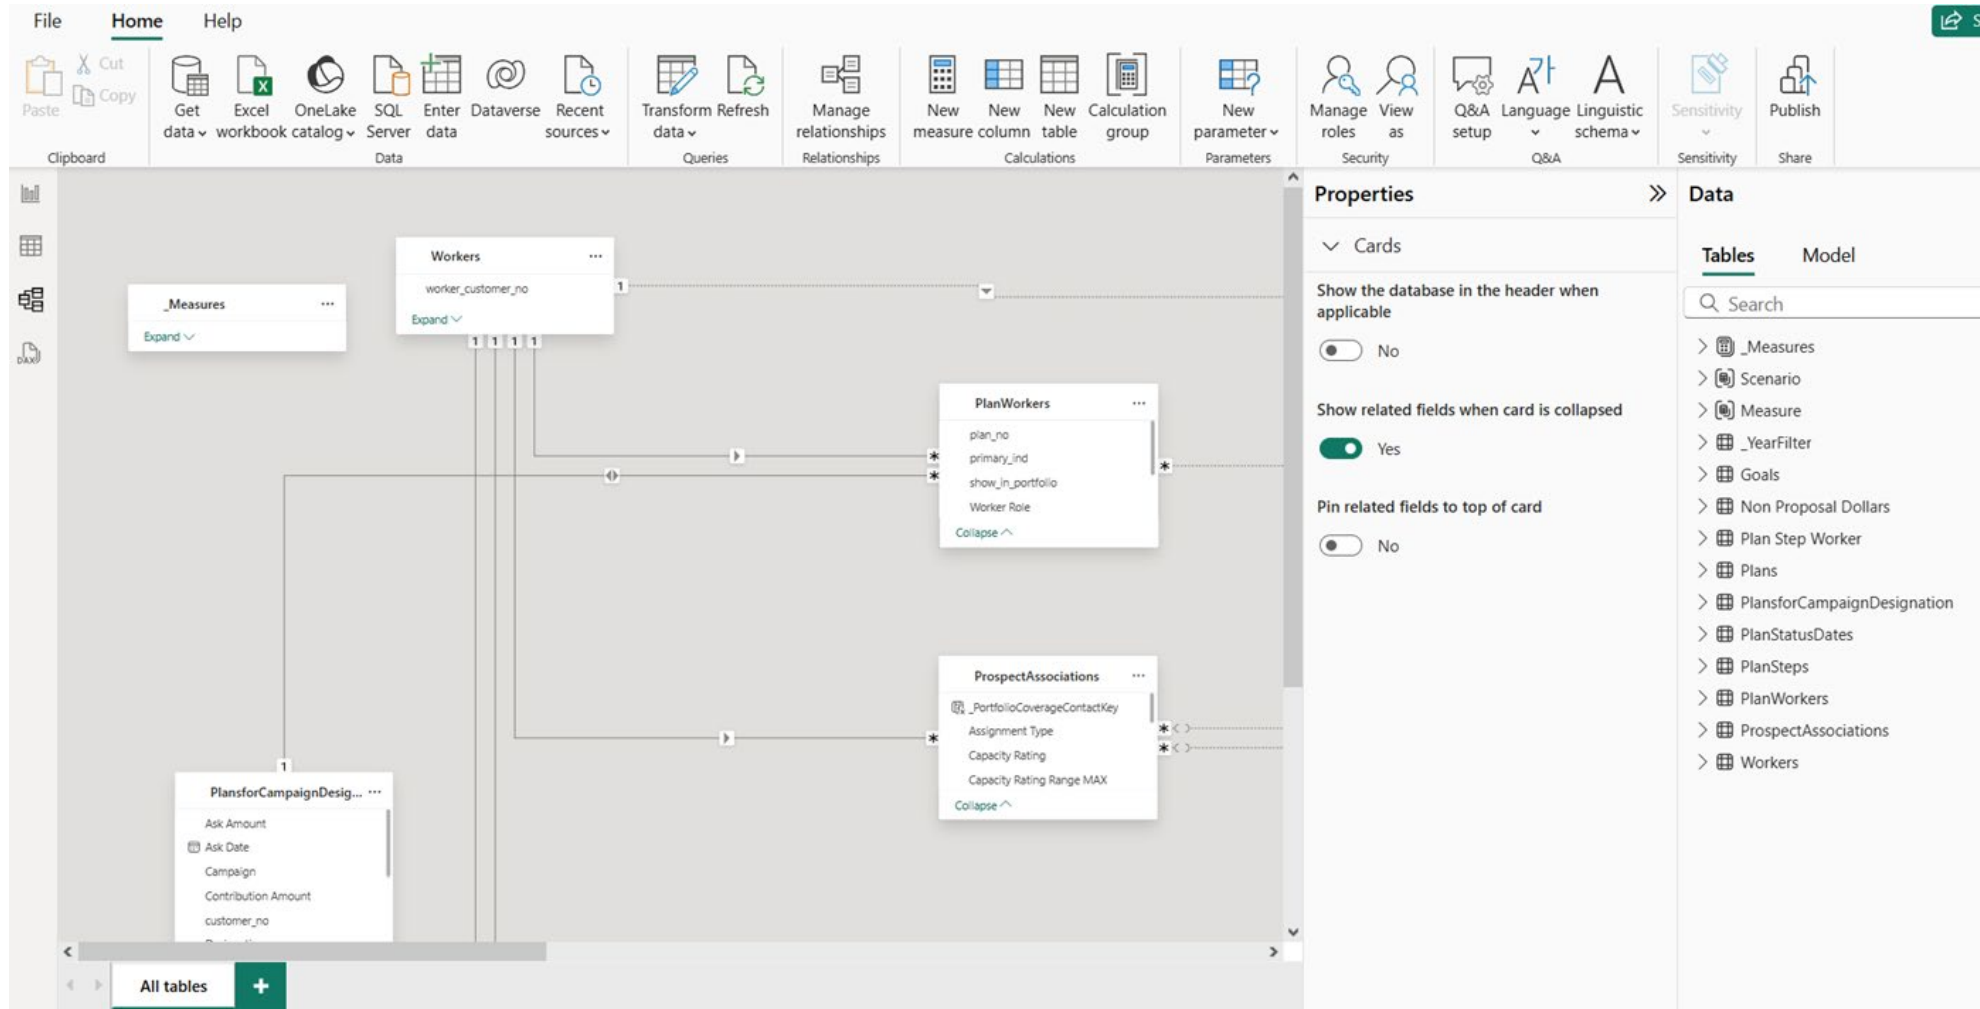 File Home Help
S
Paste
Cut
Copy
Clipboard
Get data
Excel workbook
OneLake catalog
SQL Server
Enter data
Dataverse
Recent sources
Data
Transform data
Refresh
Queries
Manage relationships
Relationships
New measure
New column
New table
Calculation group
Calculations
New parameter
Parameters
Manage roles
View as
Security
Q&A setup
Language
Linguistic schema
Q&A
Sensitivity
Sensitivity
Publish
Share
DAX
_Measures
Expand
Workers
worker_customer_no
Expand
1
1 1 1 1
PlanWorkers
plan_no
primary_ind
show_in_portfolio
Worker Role
Collapse
* * *
ProspectAssociations
_PortfolioCoverageContactKey
Assignment Type
Capacity Rating
Capacity Rating Range MAX
Collapse
* * *
1
PlansforCampaignDesig...
Ask Amount
Ask Date
Campaign
Contribution Amount
customer_no
All tables
+
Properties
Cards
Show the database in the header when
applicable
No
Show related fields when card is collapsed
Yes
Pin related fields to top of card
No
Data
Tables Model
Search
_Measures
Scenario
Measure
_YearFilter
Goals
Non Proposal Dollars
Plan Step Worker
Plans
PlansforCampaignDesignation
PlanStatusDates
PlanSteps
PlanWorkers
ProspectAssociations
Workers